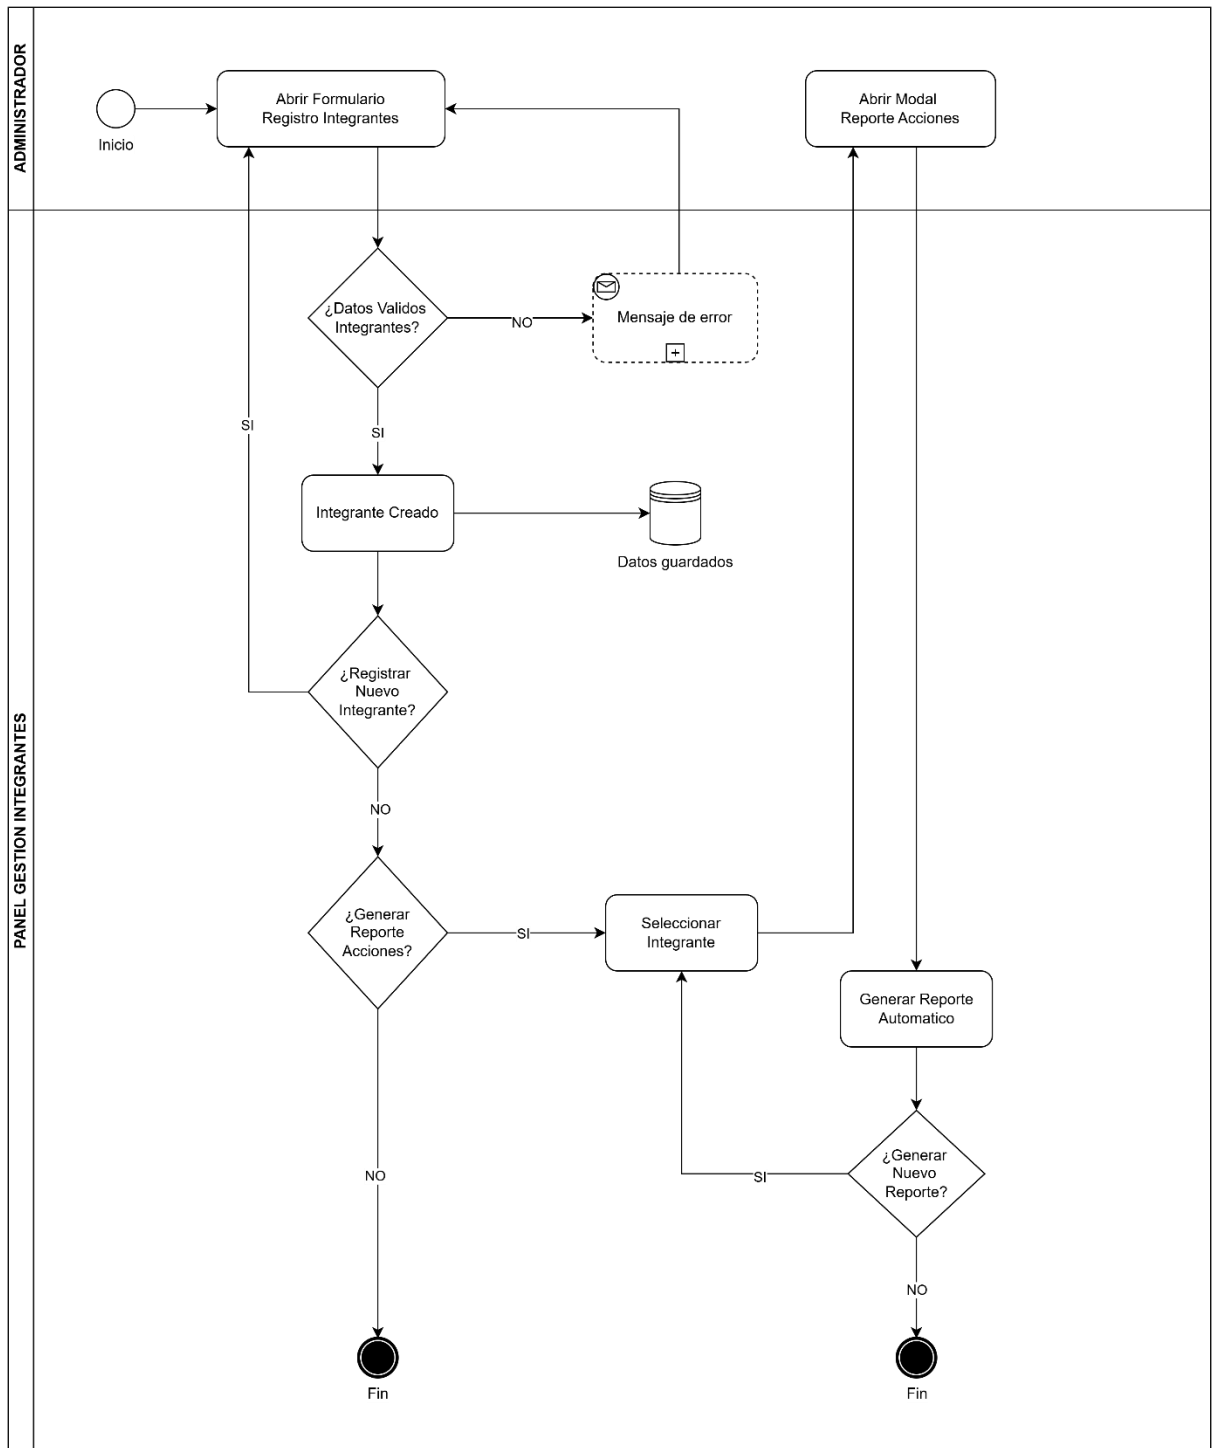 ADMINISTRADOR
Inicio
Abrir Formulario
Registro Integrantes
Abrir Modal
Reporte Acciones
PANEL GESTION INTEGRANTES
¿Datos Validos
Integrantes?
NO
Mensaje de error
SI
SI
Integrante Creado
Datos guardados
¿Registrar
Nuevo
Integrante?
NO
¿Generar
Reporte
Acciones?
SI
Seleccionar
Integrante
Generar Reporte
Automatico
¿Generar
Nuevo
Reporte?
SI
NO
NO
Fin
Fin